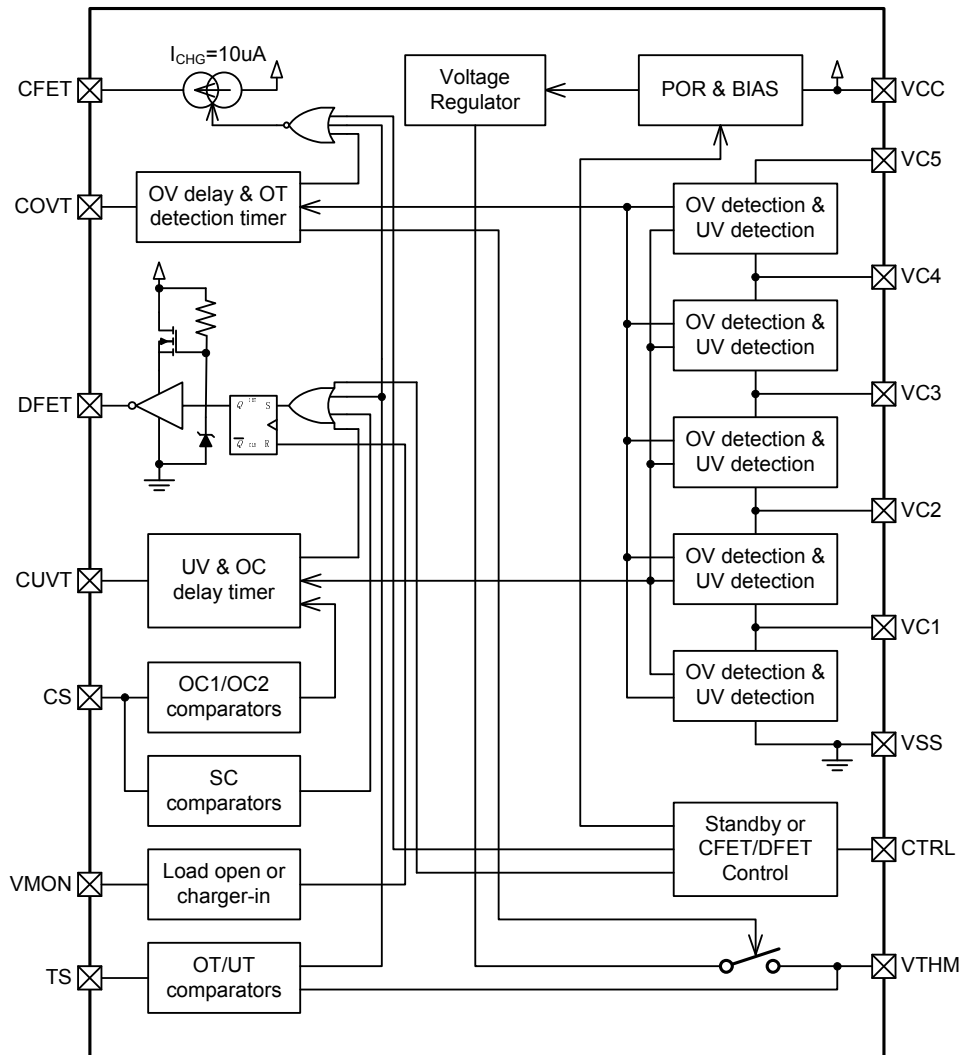 I_CHG=10uA
CFET
Voltage
Regulator
POR & BIAS
VCC
VC5
COVT
OV delay & OT
detection timer
OV detection &
UV detection
VC4
OV detection &
UV detection
DFET
Q
SET
S
Q
CLR
R
VC3
OV detection &
UV detection
VC2
CUVT
UV & OC
delay timer
OV detection &
UV detection
VC1
CS
OC1/OC2
comparators
OV detection &
UV detection
VSS
SC
comparators
Standby or
CFET/DFET
Control
CTRL
VMON
Load open or
charger-in
TS
OT/UT
comparators
VTHM